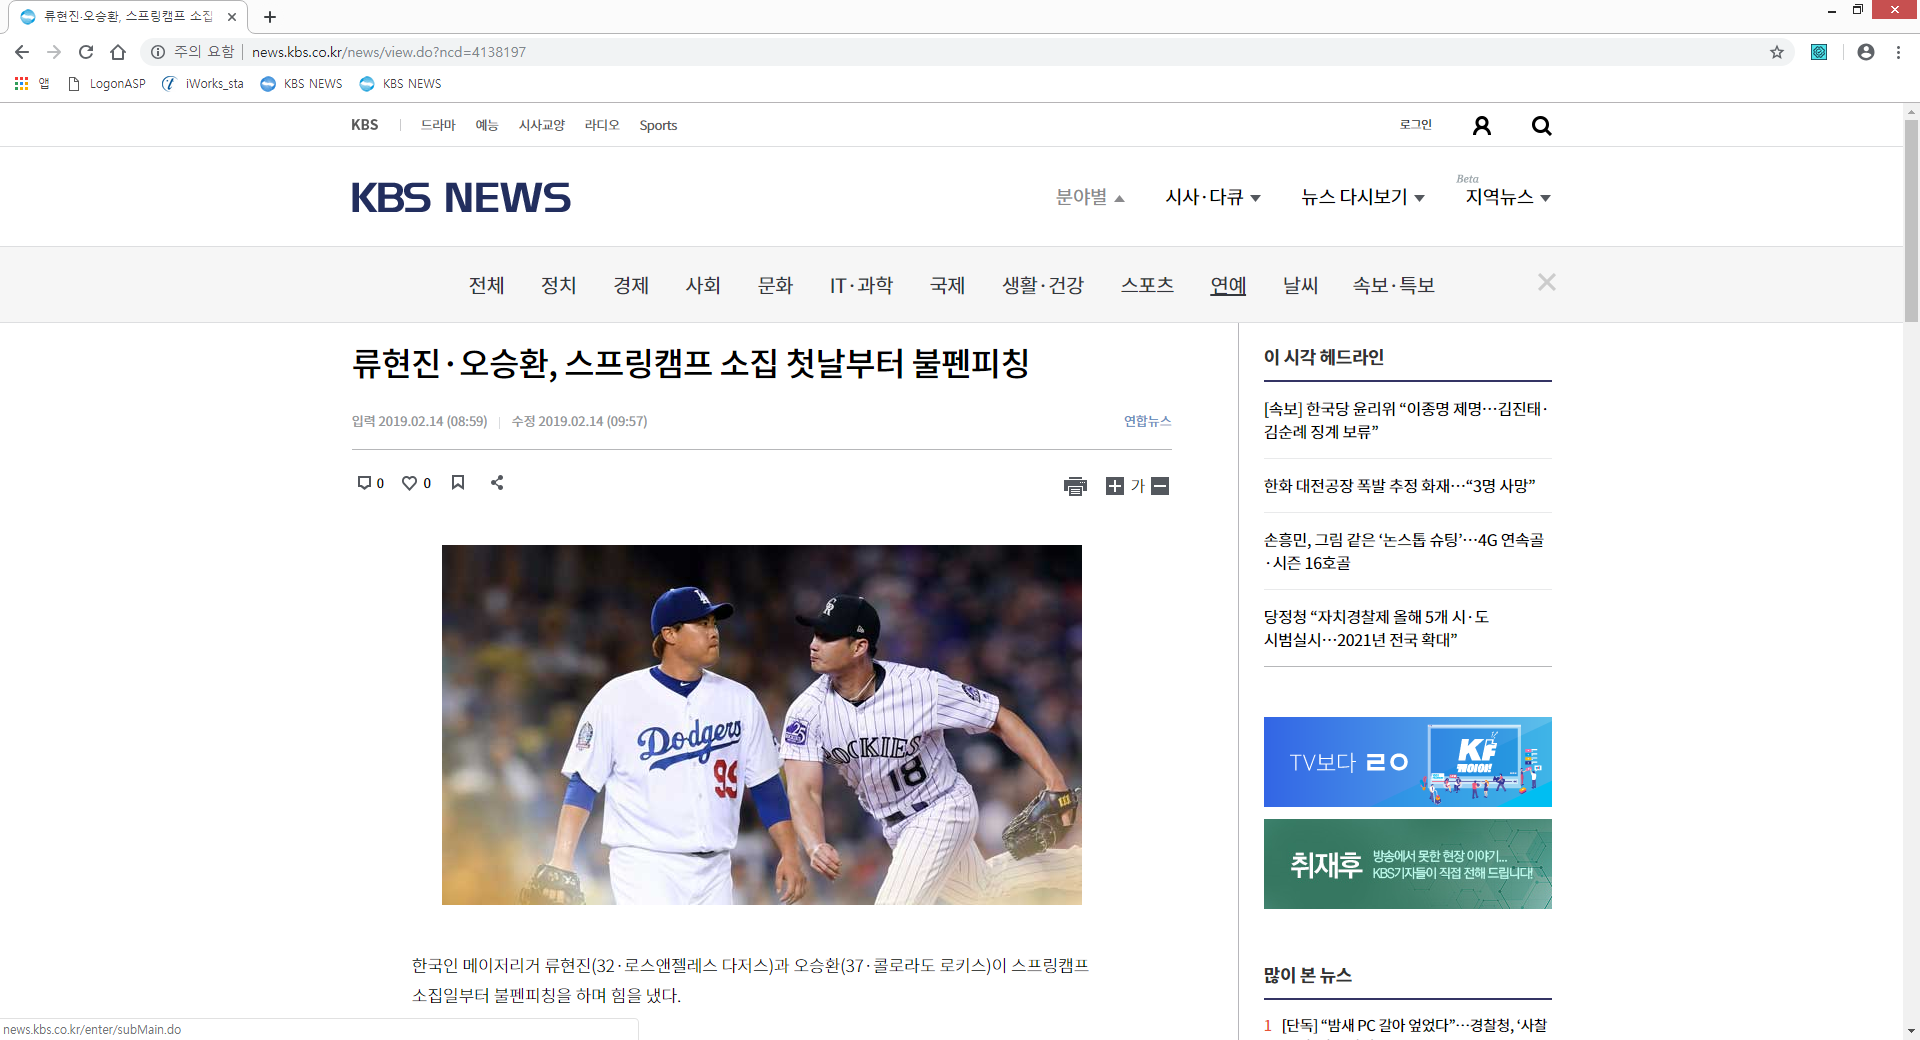 류현진·오승환, 스프링캠프 소집
주의 요함
news.kbs.co.kr/news/view.do?ncd=4138197
앱 LogonASP iWorks_sta KBS NEWS KBS NEWS
KBS 드라마 예능 시사교양 라디오 Sports 로그인
KBS NEWS
분야별 시사·다큐 뉴스 다시보기 Beta 지역뉴스
전체 정치 경제 사회 문화 IT·과학 국제 생활·건강 스포츠 연예 날씨 속보·특보
류현진·오승환, 스프링캠프 소집 첫날부터 불펜피칭
입력 2019.02.14 (08:59) 수정 2019.02.14 (09:57) 연합뉴스
0 0 가
LA
Dodgers
99
CR
25
ROCKIES
18
한국인 메이저리거 류현진(32·로스앤젤레스 다저스)과 오승환(37·콜로라도 로키스)이 스프링캠프
소집일부터 불펜피칭을 하며 힘을 냈다.
이 시각 헤드라인
[속보] 한국당 윤리위 “이종명 제명…김진태·
김순례 징계 보류”
한화 대전공장 폭발 추정 화재…“3명 사망”
손흥민, 그림 같은 ‘논스톱 슈팅’…4G 연속골
·시즌 16호골
당정청 “자치경찰제 올해 5개 시·도
시범실시…2021년 전국 확대”
TV보다 ㄹㅇ
KF
케이야!
취재후
방송에서 못한 현장 이야기...
KBS기자들이 직접 전해 드립니다!
많이 본 뉴스
1 [단독] “밤새 PC 갈아 엎었다”…경찰청, ‘사찰
news.kbs.co.kr/enter/subMain.do